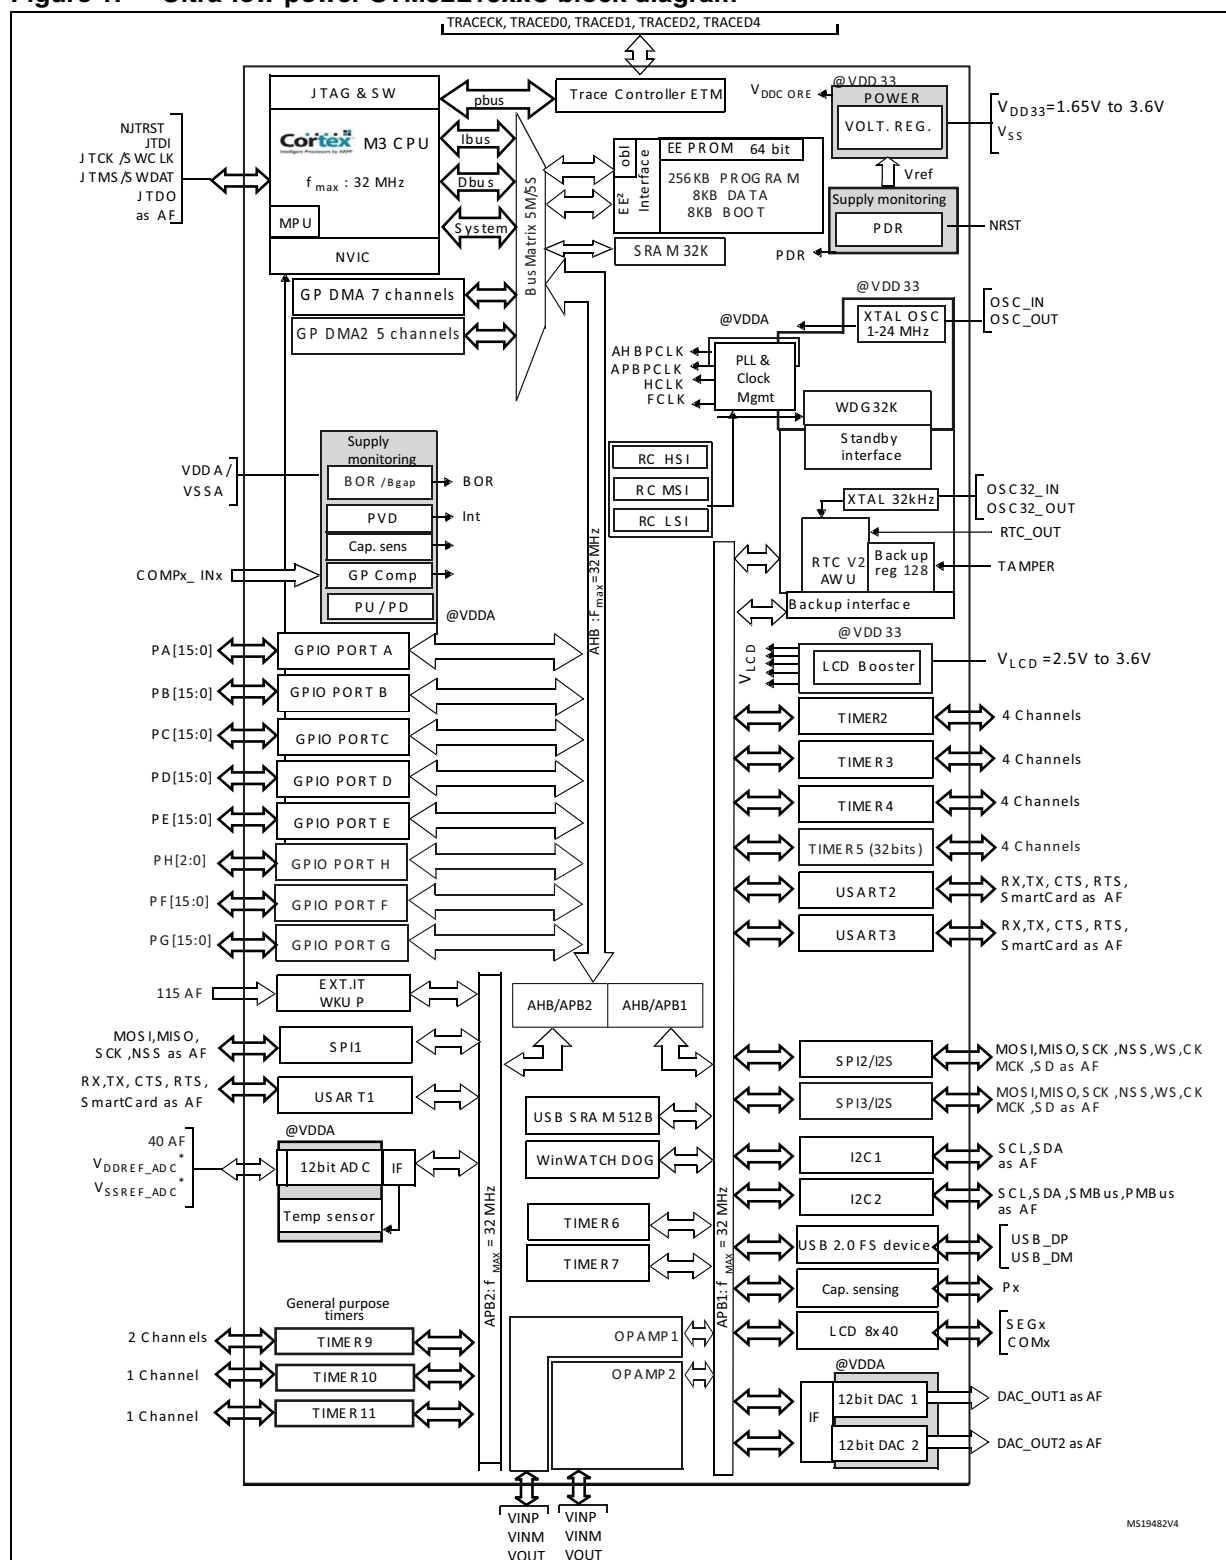 TRACECK, TRACED0, TRACED1, TRACED2, TRACED4
JTAG & SW
pbus
Trace Controller ETM
VDDCORE
@VDD33
POWER
VOLT. REG.
VDD33=1.65V to 3.6V
VSS
NJTRST
JTDI
JTCK/SWCLK
JTMS/SWDAT
JTDO
as AF
Cortex
M3 CPU
fmax : 32 MHz
MPU
NVIC
Ibus
Dbus
System
Bus Matrix 5M/5S
obl
EE²
Interface
EEPROM 64 bit
256KB PROGRAM
8KB DATA
8KB BOOT
SRAM 32K
Vref
Supply monitoring
PDR
NRST
PDR
GP DMA 7 channels
GP DMA2 5 channels
@VDD33
XTAL OSC
1-24 MHz
OSC_IN
OSC_OUT
@VDDA
AHBPCLK
APBPCLK
HCLK
FCLK
PLL &
Clock
Mgmt
WDG32K
Standby
interface
Supply
monitoring
VDDA/
VSSA
BOR /Bgap
BOR
PVD
Int
Cap. sens
COMPx_INx
GP Comp
PU / PD
@VDDA
RC HSI
RC MSI
RC LSI
XTAL 32kHz
OSC32_IN
OSC32_OUT
RTC_OUT
RTC V2
AWU
Backup
reg 128
TAMPER
Backup interface
AHB : Fmax = 32 MHz
@VDD33
VLCD
LCD Booster
VLCD =2.5V to 3.6V
PA[15:0]
GPIO PORT A
PB[15:0]
GPIO PORT B
PC[15:0]
GPIO PORTC
PD[15:0]
GPIO PORT D
PE[15:0]
GPIO PORT E
PH[2:0]
GPIO PORT H
PF[15:0]
GPIO PORT F
PG[15:0]
GPIO PORT G
TIMER2
4 Channels
TIMER3
4 Channels
TIMER4
4 Channels
TIMER5 (32bits)
4 Channels
USART2
RX,TX, CTS, RTS,
SmartCard as AF
USART3
RX,TX, CTS, RTS,
SmartCard as AF
115 AF
EXT.IT
WKUP
AHB/APB2
AHB/APB1
MOSI,MISO,
SCK,NSS as AF
SPI1
RX,TX, CTS, RTS,
SmartCard as AF
USART1
SPI2/I2S
MOSI,MISO,SCK,NSS,WS,CK
MCK,SD as AF
SPI3/I2S
MOSI,MISO,SCK,NSS,WS,CK
MCK,SD as AF
USB SRAM 512B
WinWATCHDOG
@VDDA
40 AF
VDDREF_ADC*
VSSREF_ADC*
12bit ADC
IF
Temp sensor
I2C1
SCL,SDA
as AF
I2C2
SCL,SDA,SMBus,PMBus
as AF
TIMER6
TIMER7
APB2: fMAX = 32 MHz
APB1: fMAX = 32 MHz
USB 2.0 FS device
USB_DP
USB_DM
Cap. sensing
Px
LCD 8x40
SEGx
COMx
General purpose
timers
2 Channels
TIMER9
1 Channel
TIMER10
1 Channel
TIMER11
OPAMP1
OPAMP2
@VDDA
IF
12bit DAC 1
DAC_OUT1 as AF
12bit DAC 2
DAC_OUT2 as AF
VINP
VINM
VOUT
VINP
VINM
VOUT
MS19482V4